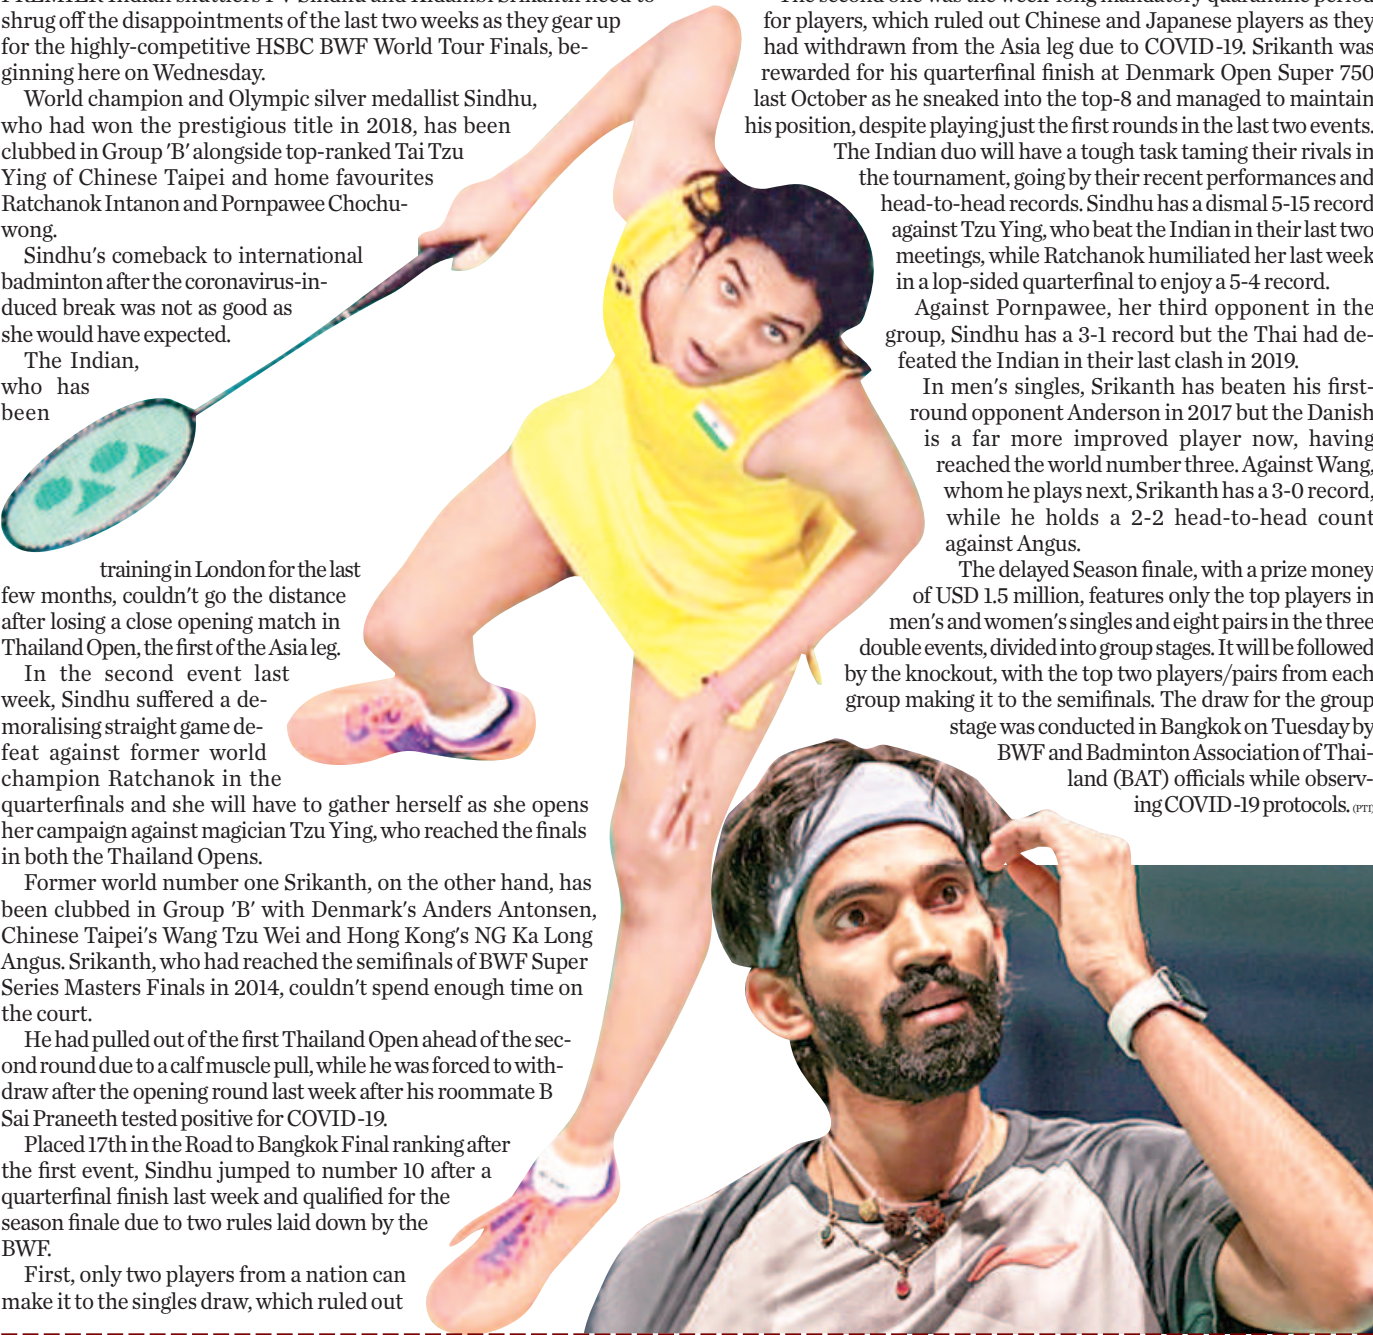 PREMIER Indian shuttlers PV Sindhu and Kidambi Srikanth need to
shrug off the disappointments of the last two weeks as they gear up
for the highly-competitive HSBC BWF World Tour Finals, be-
ginning here on Wednesday.
World champion and Olympic silver medallist Sindhu,
who had won the prestigious title in 2018, has been
clubbed in Group 'B' alongside top-ranked Tai Tzu
Ying of Chinese Taipei and home favourites
Ratchanok Intanon and Pornpawee Chochu-
wong.
Sindhu's comeback to international
badminton after the coronavirus-in-
duced break was not as good as
she would have expected.
The Indian,
who has
been
training in London for the last
few months, couldn't go the distance
after losing a close opening match in
Thailand Open, the first of the Asia leg.
In the second event last
week, Sindhu suffered a de-
moralising straight game de-
feat against former world
champion Ratchanok in the
quarterfinals and she will have to gather herself as she opens
her campaign against magician Tzu Ying, who reached the finals
in both the Thailand Opens.
Former world number one Srikanth, on the other hand, has
been clubbed in Group 'B' with Denmark's Anders Antonsen,
Chinese Taipei's Wang Tzu Wei and Hong Kong's NG Ka Long
Angus. Srikanth, who had reached the semifinals of BWF Super
Series Masters Finals in 2014, couldn't spend enough time on
the court.
He had pulled out of the first Thailand Open ahead of the sec-
ond round due to a calf muscle pull, while he was forced to with-
draw after the opening round last week after his roommate B
Sai Praneeth tested positive for COVID-19.
Placed 17th in the Road to Bangkok Final ranking after
the first event, Sindhu jumped to number 10 after a
quarterfinal finish last week and qualified for the
season finale due to two rules laid down by the
BWF.
First, only two players from a nation can
make it to the singles draw, which ruled out
The second one was the week-long mandatory quarantine period
for players, which ruled out Chinese and Japanese players as they
had withdrawn from the Asia leg due to COVID-19. Srikanth was
rewarded for his quarterfinal finish at Denmark Open Super 750
last October as he sneaked into the top-8 and managed to maintain
his position, despite playing just the first rounds in the last two events.
The Indian duo will have a tough task taming their rivals in
the tournament, going by their recent performances and
head-to-head records. Sindhu has a dismal 5-15 record
against Tzu Ying, who beat the Indian in their last two
meetings, while Ratchanok humiliated her last week
in a lop-sided quarterfinal to enjoy a 5-4 record.
Against Pornpawee, her third opponent in the
group, Sindhu has a 3-1 record but the Thai had de-
feated the Indian in their last clash in 2019.
In men's singles, Srikanth has beaten his first-
round opponent Anderson in 2017 but the Danish
is a far more improved player now, having
reached the world number three. Against Wang,
whom he plays next, Srikanth has a 3-0 record,
while he holds a 2-2 head-to-head count
against Angus.
The delayed Season finale, with a prize money
of USD 1.5 million, features only the top players in
men's and women's singles and eight pairs in the three
double events, divided into group stages. It will be followed
by the knockout, with the top two players/pairs from each
group making it to the semifinals. The draw for the group
stage was conducted in Bangkok on Tuesday by
BWF and Badminton Association of Thai-
land (BAT) officials while observ-
ing COVID-19 protocols. (PTI)